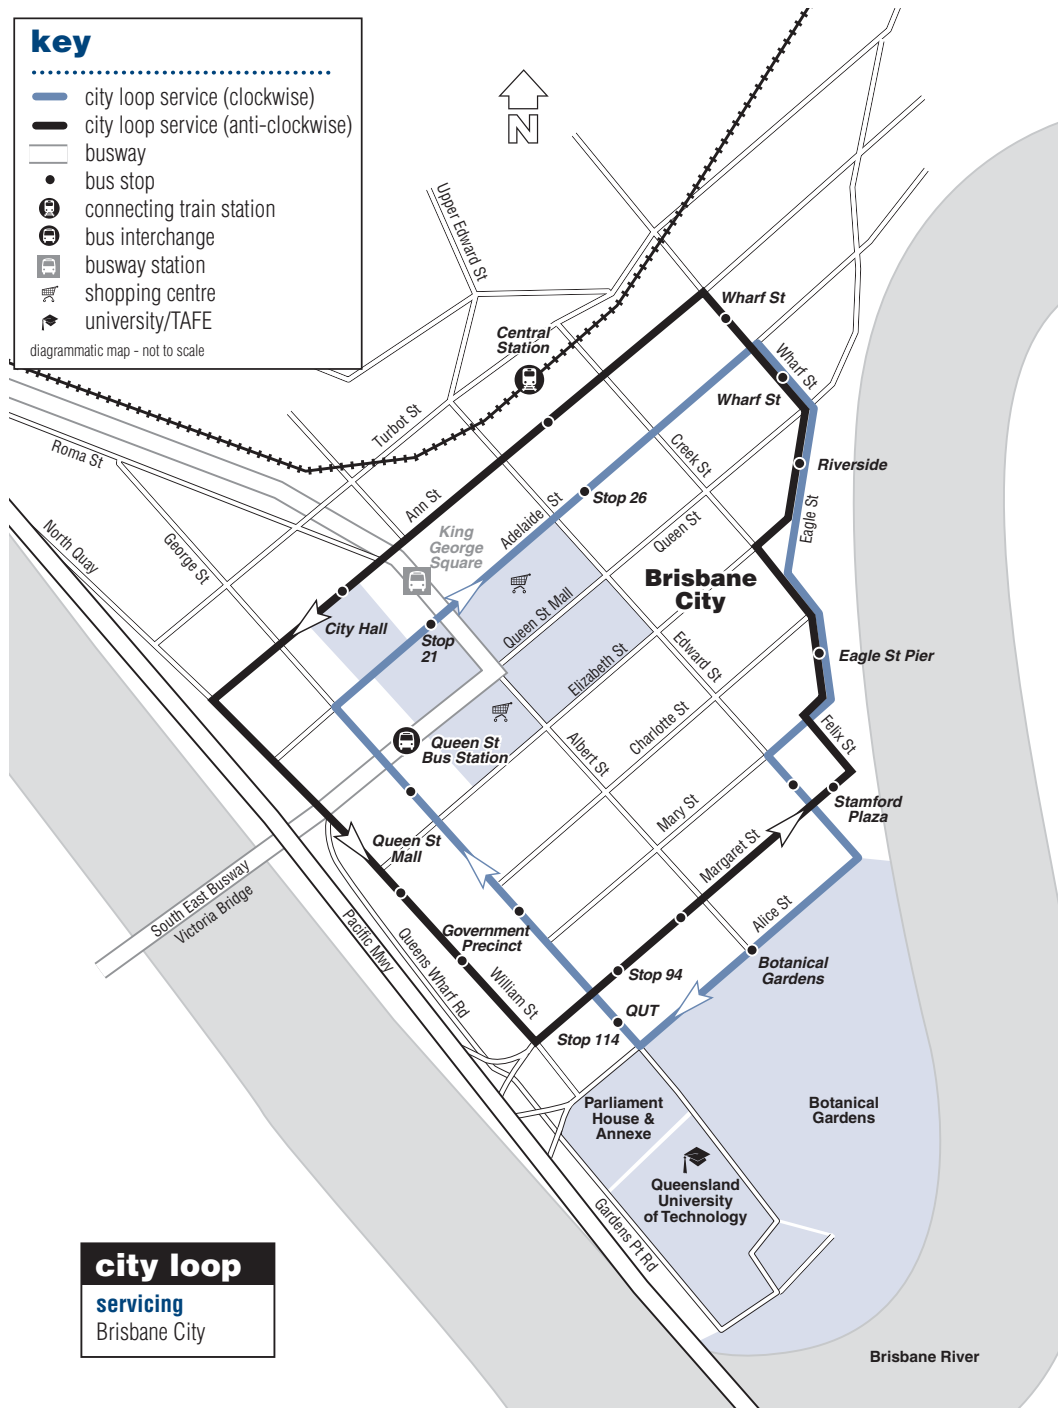 key
city loop service (clockwise)
city loop service (anti-clockwise)
busway
bus stop
connecting train station
bus interchange
busway station
shopping centre
university/TAFE
diagrammatic map - not to scale
N
Upper Edward St
Central
Station
Wharf St
Wharf St
Wharf St
Turbot St
Roma St
Creek St
Riverside
Ann St
Stop 26
Adelaide St
Eagle St
North Quay
George St
King
George
Square
Queen St
Brisbane
City
Queen St Mall
City Hall
Stop
21
Edward St
Elizabeth St
Eagle St Pier
Charlotte St
Felix St
Queen St
Bus Station
Albert St
Stamford
Plaza
Mary St
Queen St
Mall
Margaret St
South East Busway
Victoria Bridge
Alice St
Pacific Mwy
Queens Wharf Rd
Government
Precinct
Botanical
Gardens
Stop 94
William St
QUT
Stop 114
Parliament
House &
Annexe
Botanical
Gardens
Queensland
University
of Technology
Gardens Pt Rd
city loop
servicing
Brisbane City
Brisbane River